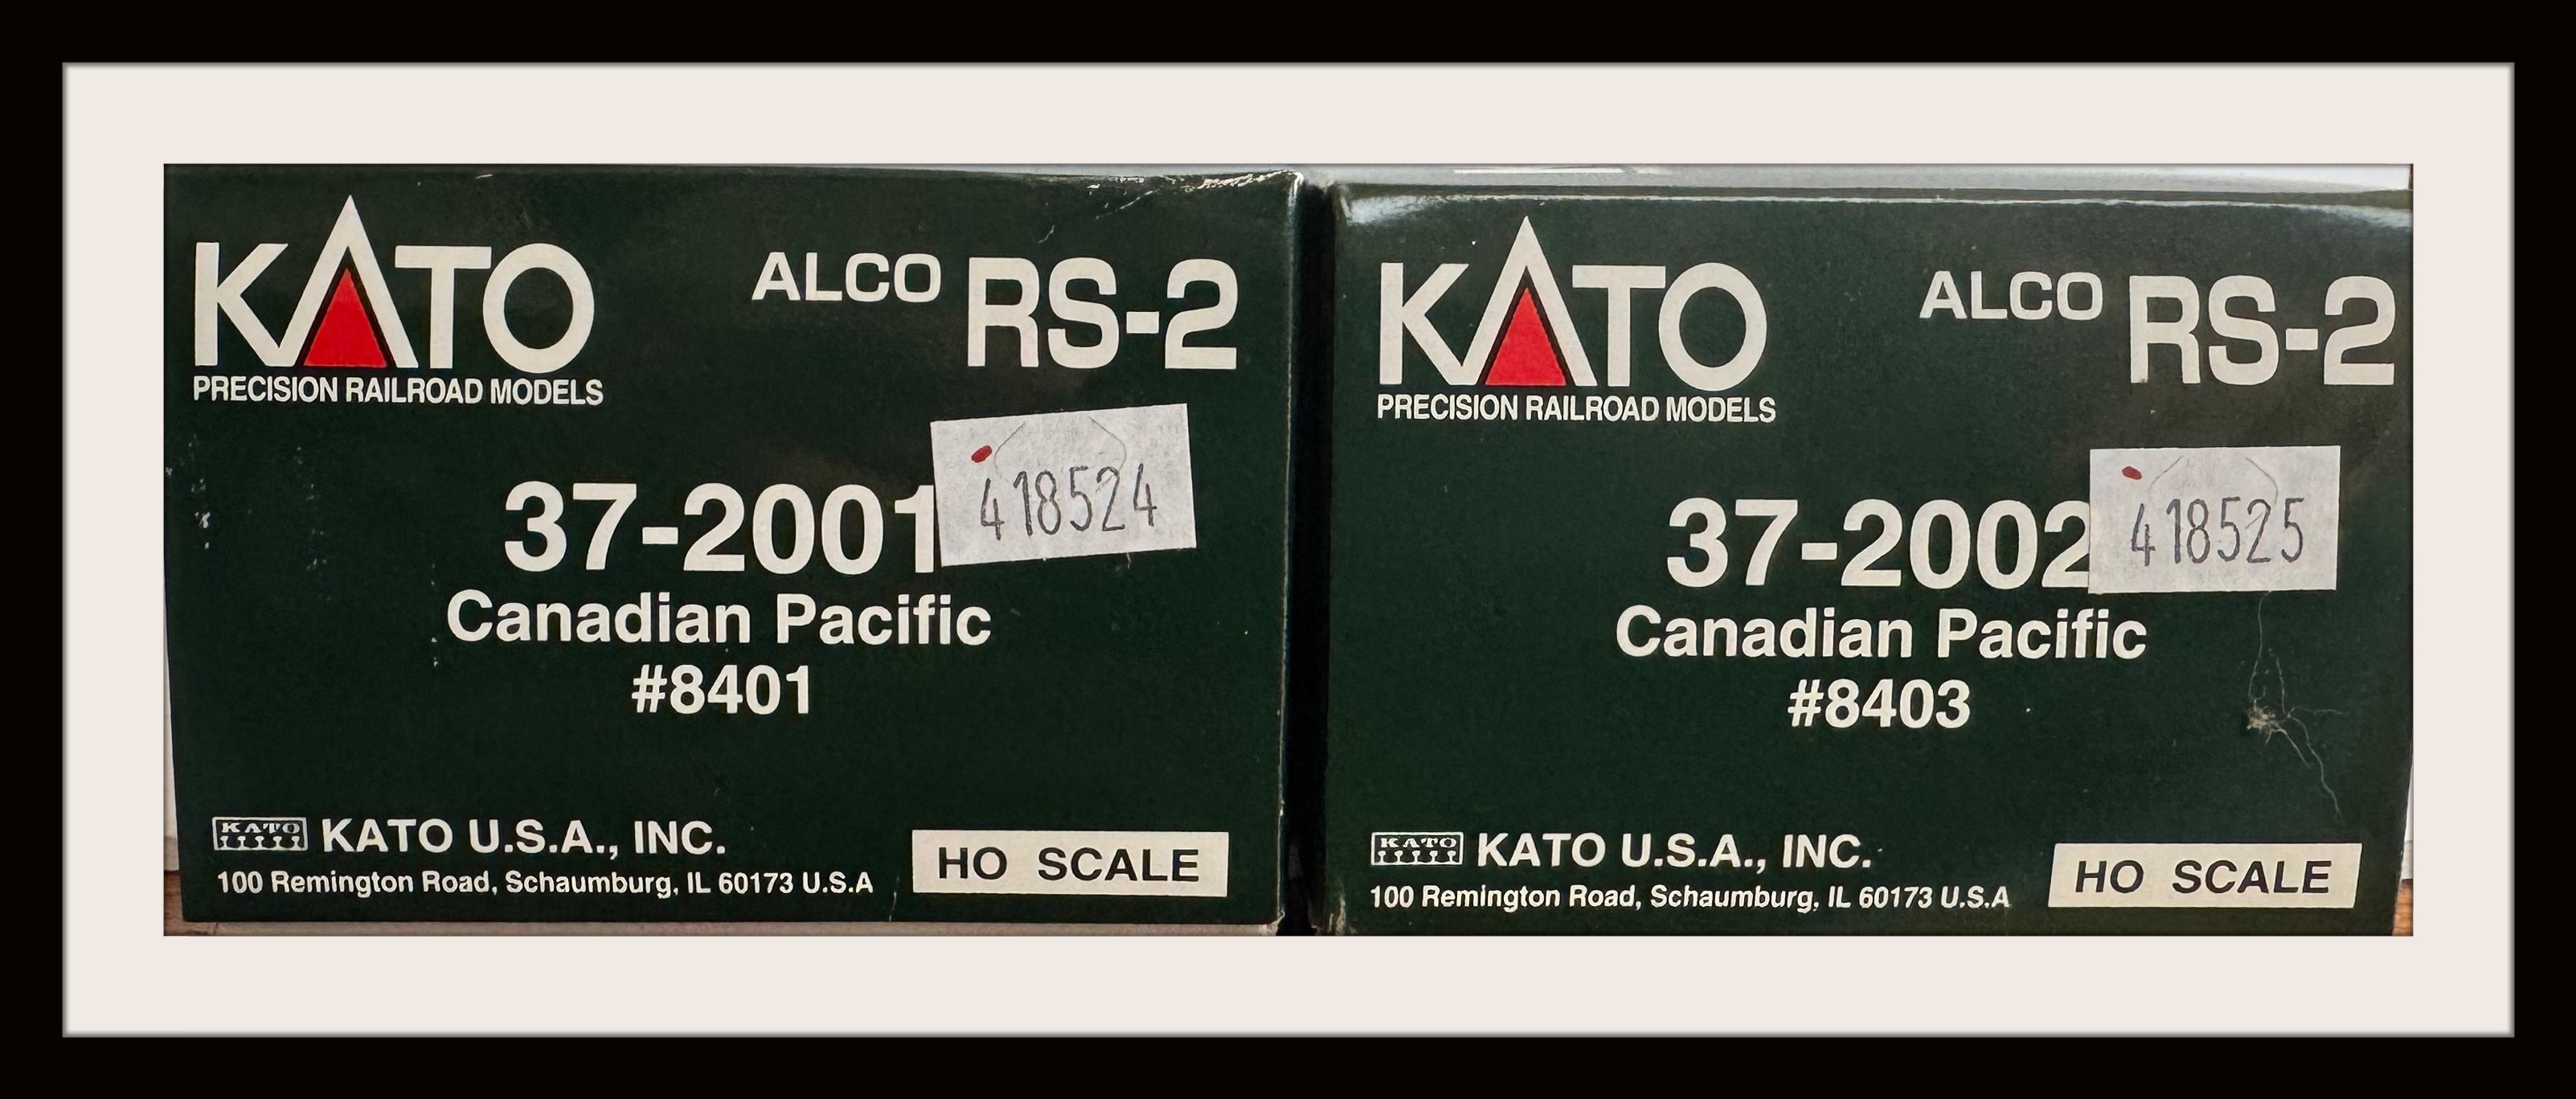 KATO
PRECISION RAILROAD MODELS
ALCO RS-2
418524
37-2001
Canadian Pacific
#8401
KATO
KATO U.S.A., INC.
100 Remington Road, Schaumburg, IL 60173 U.S.A
HO SCALE
KATO
PRECISION RAILROAD MODELS
ALCO RS-2
418525
37-2002
Canadian Pacific
#8403
KATO
KATO U.S.A., INC.
100 Remington Road, Schaumburg, IL 60173 U.S.A
HO SCALE